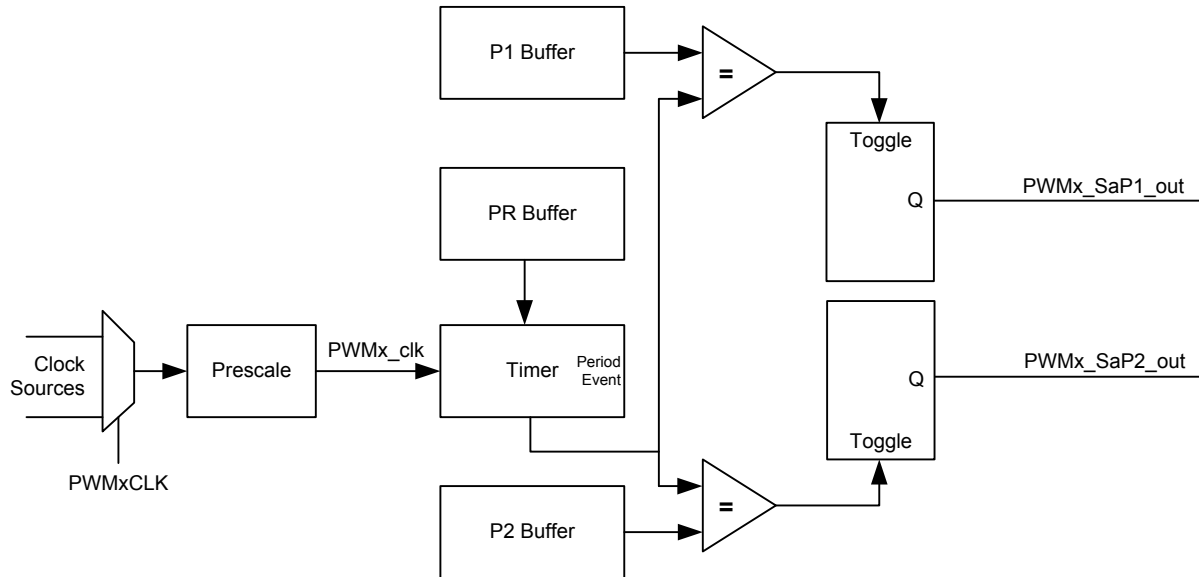 P1 Buffer
=
Toggle
Q
PWMx_SaP1_out
PR Buffer
Clock
Sources
PWMxCLK
Prescale
PWMx_clk
Timer
Period
Event
Q
Toggle
PWMx_SaP2_out
=
P2 Buffer